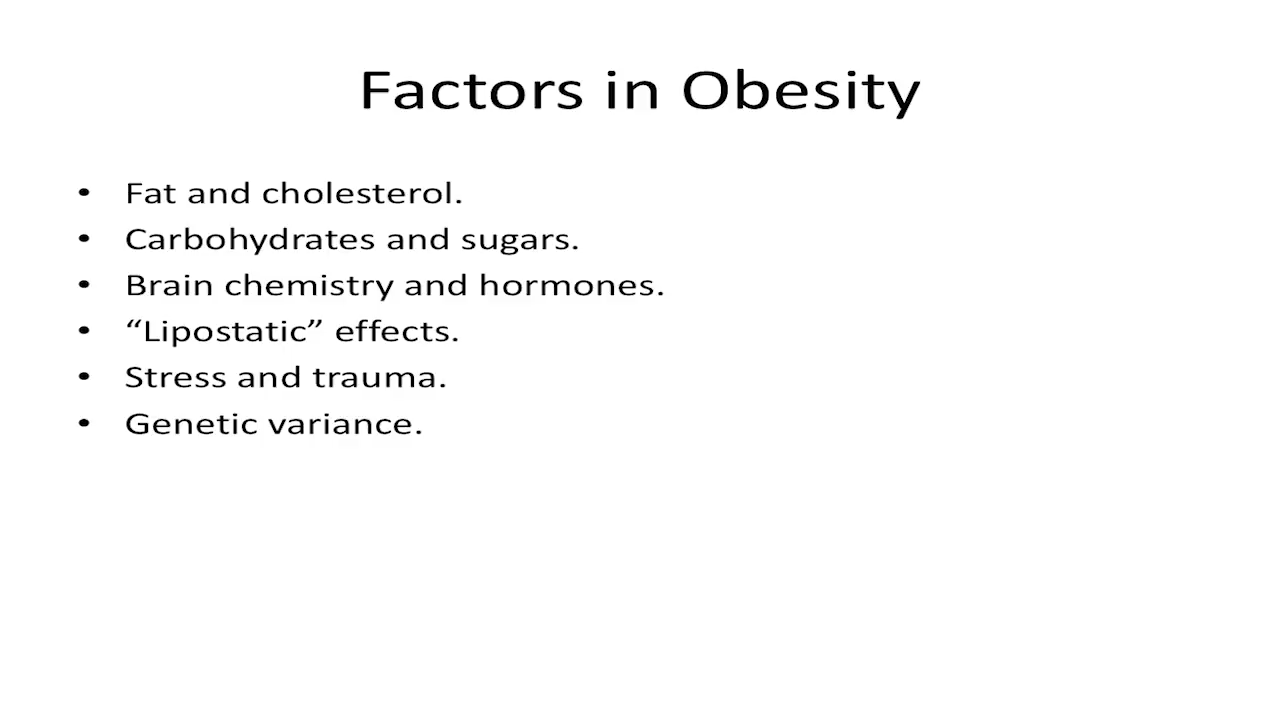 Factors in Obesity
• Fat and cholesterol.
• Carbohydrates and sugars.
• Brain chemistry and hormones.
• “Lipostatic” effects.
• Stress and trauma.
• Genetic variance.